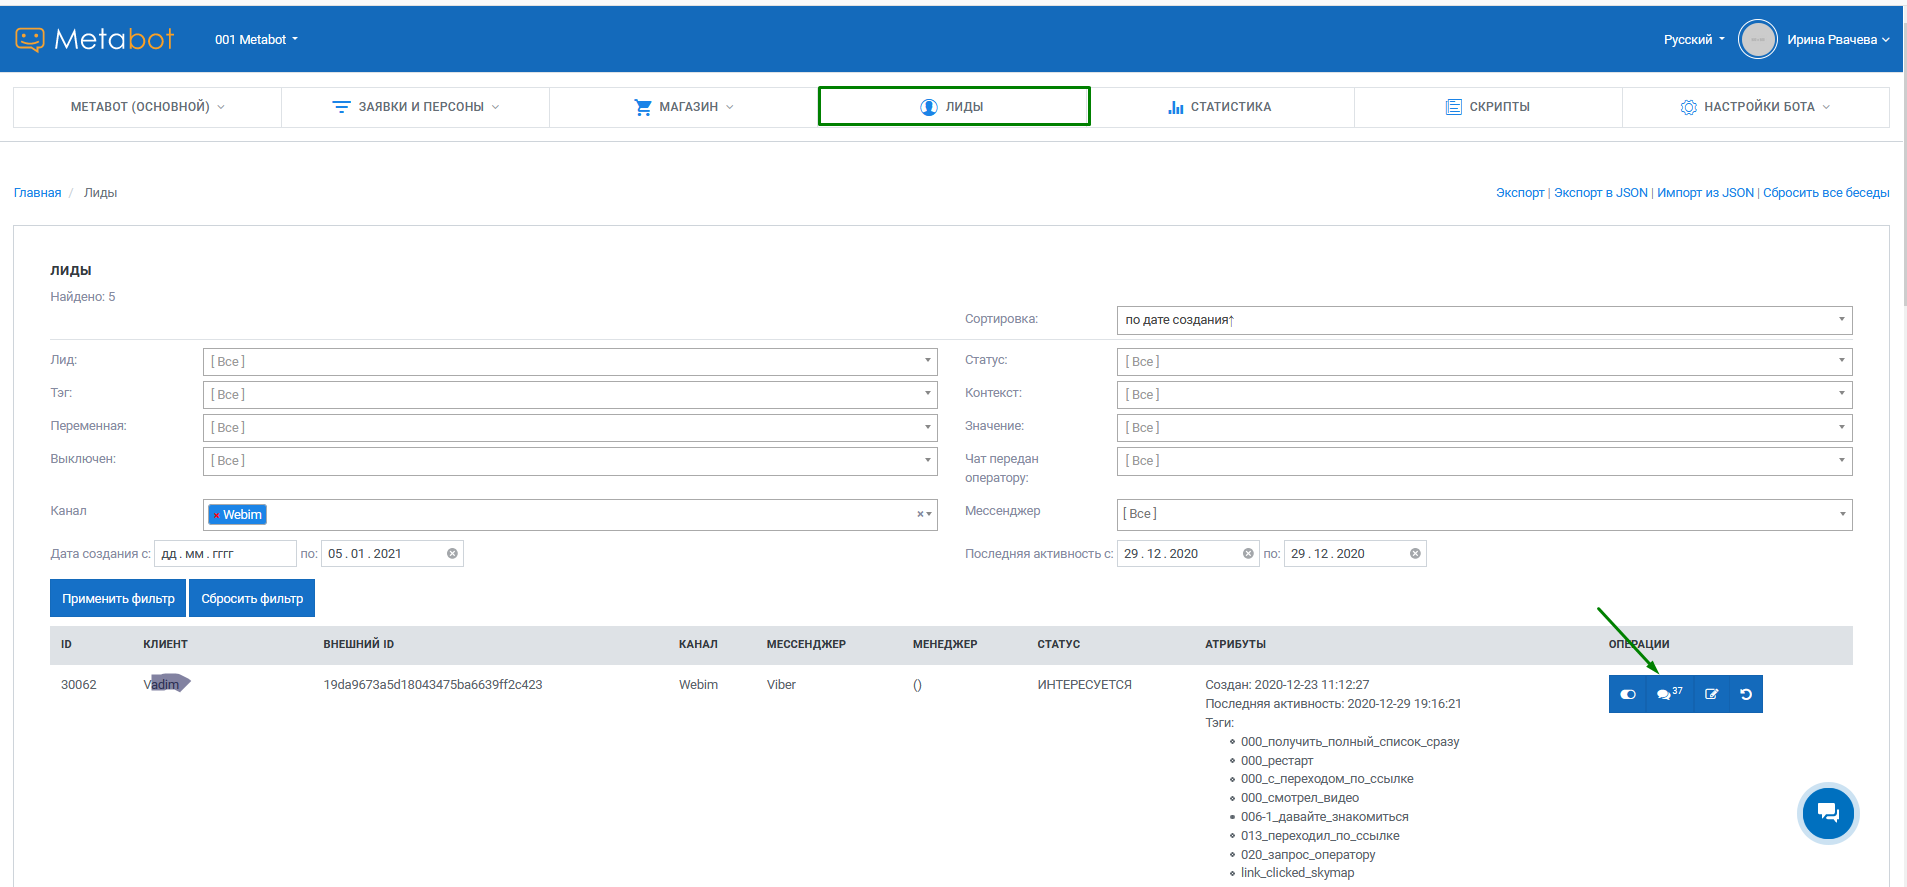 Metabot 001 Metabot Русский Ирина Рвачева
МЕТАBOT (ОСНОВНОЙ) ЗАЯВКИ И ПЕРСОНЫ МАГАЗИН ЛИДЫ СТАТИСТИКА СКРИПТЫ НАСТРОЙКИ БОТА
Главная / Лиды Экспорт | Экспорт в JSON | Импорт из JSON | Сбросить все беседы
ЛИДЫ
Найдено: 5
Сортировка: по дате создания↑
Лид: [ Все ] Статус: [ Все ]
Тэг: [ Все ] Контекст: [ Все ]
Переменная: [ Все ] Значение: [ Все ]
Выключен: [ Все ] Чат передан [ Все ]
оператору:
Канал × Webim × Мессенджер [ Все ]
Дата создания с: дд . мм . гггг по: 05 . 01 . 2021 Последняя активность с: 29 . 12 . 2020 по: 29 . 12 . 2020
Применить фильтр Сбросить фильтр
ID КЛИЕНТ ВНЕШНИЙ ID КАНАЛ МЕССЕНДЖЕР МЕНЕДЖЕР СТАТУС АТРИБУТЫ ОПЕРАЦИИ
30062 Vadim 19da9673a5d18043475ba6639ff2c423 Webim Viber () ИНТЕРЕСУЕТСЯ Создан: 2020-12-23 11:12:27 37
Последняя активность: 2020-12-29 19:16:21
Тэги:
000_получить_полный_список_сразу
000_рестарт
000_с_переходом_по_ссылке
000_смотрел_видео
006-1_давайте_знакомиться
013_переходил_по_ссылке
020_запрос_оператору
link_clicked_skymap